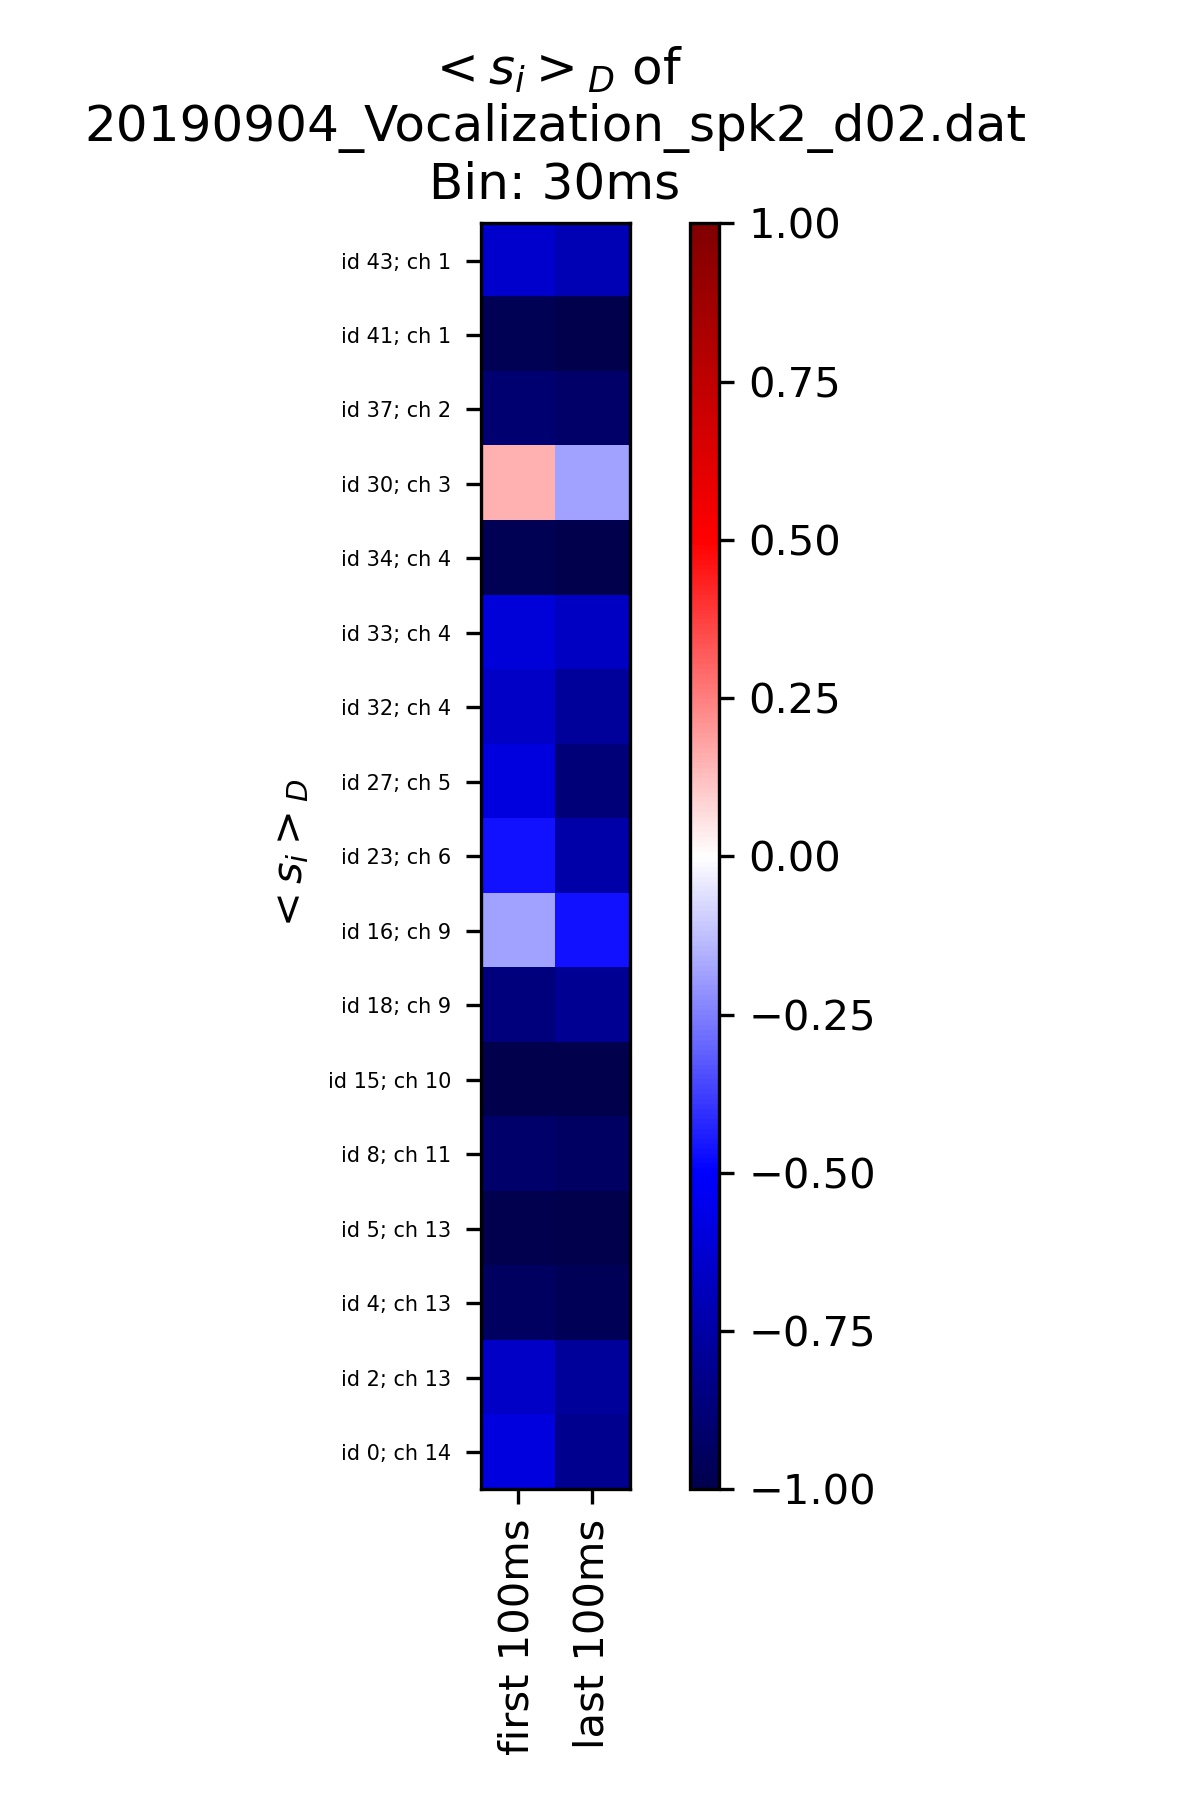 < s_i >_D of
20190904_Vocalization_spk2_d02.dat
Bin: 30ms
< s_i >_D
id 43; ch 1
id 41; ch 1
id 37; ch 2
id 30; ch 3
id 34; ch 4
id 33; ch 4
id 32; ch 4
id 27; ch 5
id 23; ch 6
id 16; ch 9
id 18; ch 9
id 15; ch 10
id 8; ch 11
id 5; ch 13
id 4; ch 13
id 2; ch 13
id 0; ch 14
first 100ms
last 100ms
1.00
0.75
0.50
0.25
0.00
−0.25
−0.50
−0.75
−1.00